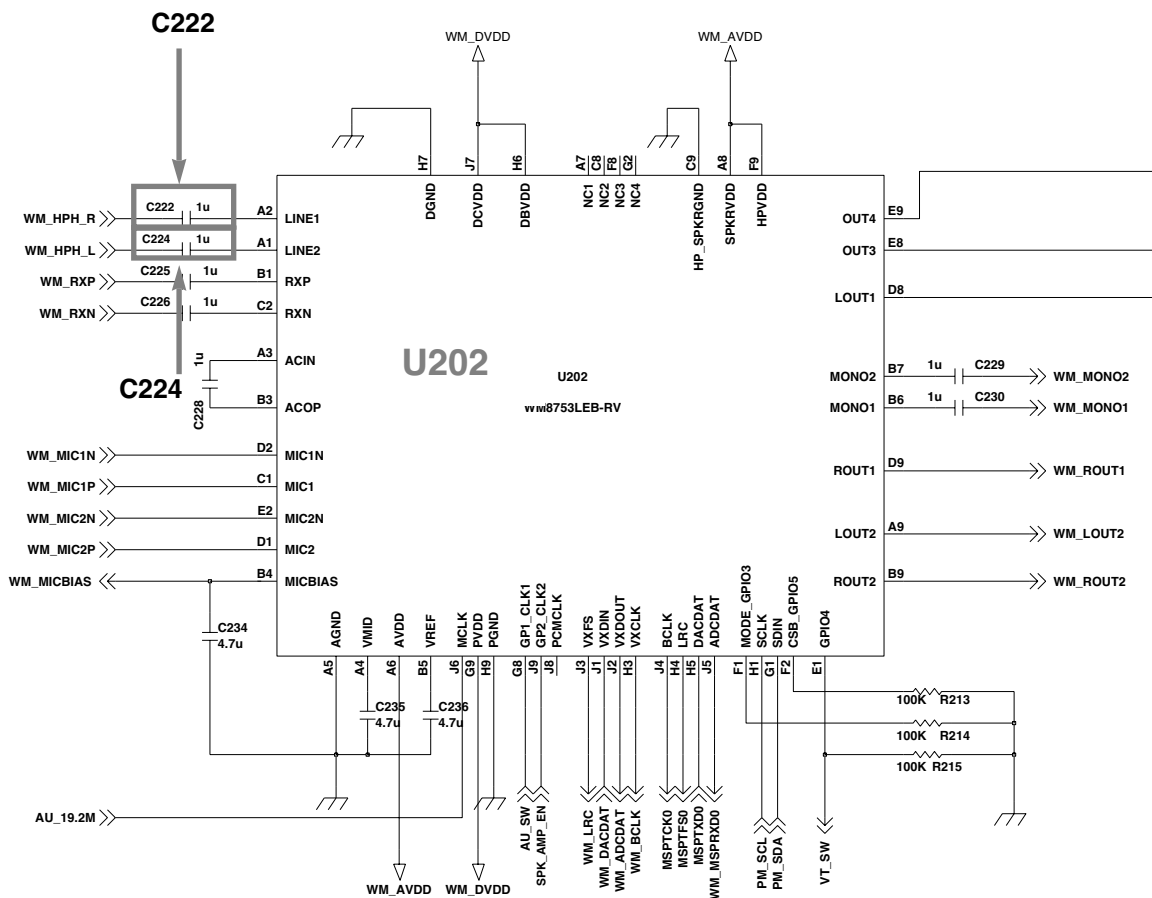 C222
WM_DVDD
WM_AVDD
H7
J7
H6
A7
C8
F8
G2
C9
A8
F9
DGND
DCVDD
DBVDD
NC1
NC2
NC3
NC4
HP_SPKRGND
SPKRVDD
HPVDD
WM_HPH_R
C222
1u
A2
LINE1
OUT4
E9
WM_HPH_L
C224
1u
A1
LINE2
OUT3
E8
WM_RXP
C225
1u
B1
RXP
LOUT1
D8
WM_RXN
C226
1u
C2
RXN
A3
ACIN
1u
C228
B3
ACOP
C224
U202
U202
wm8753LEB-RV
MONO2
B7
1u
C229
WM_MONO2
MONO1
B6
1u
C230
WM_MONO1
WM_MIC1N
D2
MIC1N
ROUT1
D9
WM_ROUT1
WM_MIC1P
C1
MIC1
WM_MIC2N
E2
MIC2N
LOUT2
A9
WM_LOUT2
WM_MIC2P
D1
MIC2
WM_MICBIAS
B4
MICBIAS
ROUT2
B9
WM_ROUT2
AGND
VMID
AVDD
VREF
MCLK
PVDD
PGND
GP1_CLK1
GP2_CLK2
PCMCLK
VXFS
VXDIN
VXDOUT
VXCLK
BCLK
LRC
DACDAT
ADCDAT
MODE_GPIO3
SCLK
SDIN
CSB_GPIO5
GPIO4
A5
A4
A6
B5
J6
G9
H9
G8
J9
J8
J3
J1
J2
H3
J4
H4
H5
J5
F1
H1
G1
F2
E1
C234
4.7u
C235
4.7u
C236
4.7u
100K R213
100K R214
100K R215
AU_19.2M
AU_SW
SPK_AMP_EN
WM_LRC
WM_DACDAT
WM_ADCDAT
WM_BCLK
MSPTCK0
MSPTFS0
MSPTXD0
WM_MSPRXD0
PM_SCL
PM_SDA
VT_SW
WM_AVDD
WM_DVDD